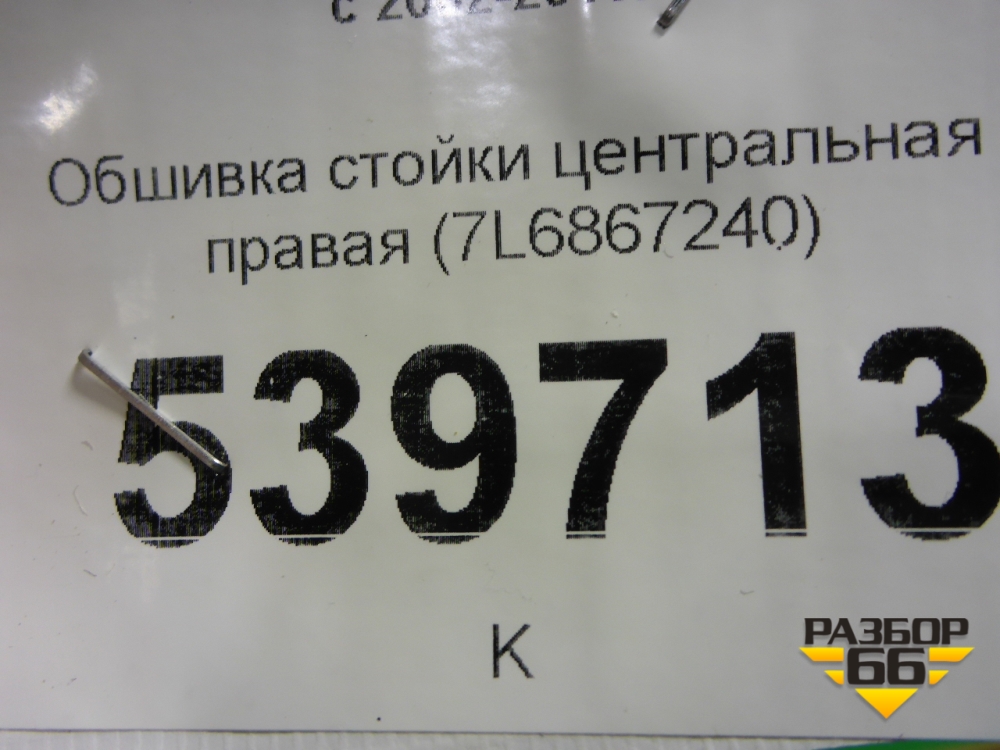 Обшивка стойки центральная
правая (7L6867240)
539713
К
РАЗБОР
66